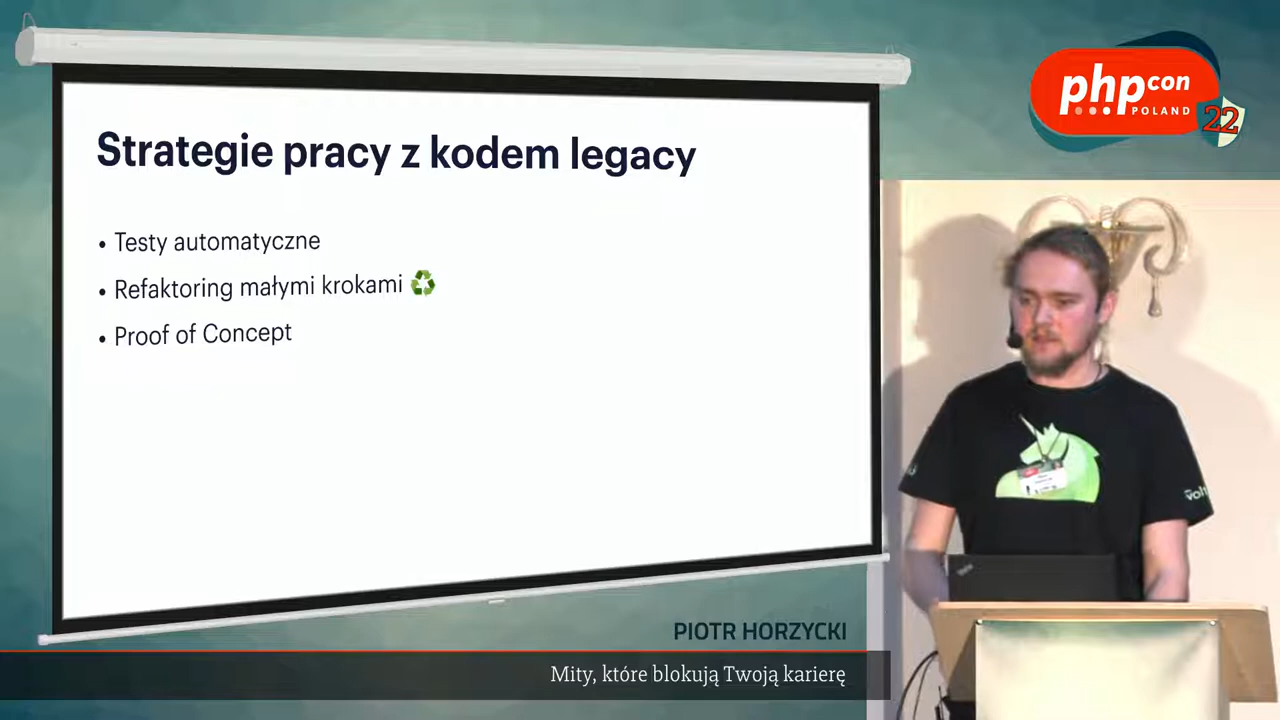 Strategie pracy z kodem legacy
• Testy automatyczne
• Refaktoring małymi krokami ♻️
• Proof of Concept
phpcon
POLAND
22
PIOTR HORZYCKI
Mity, które blokują Twoją karierę